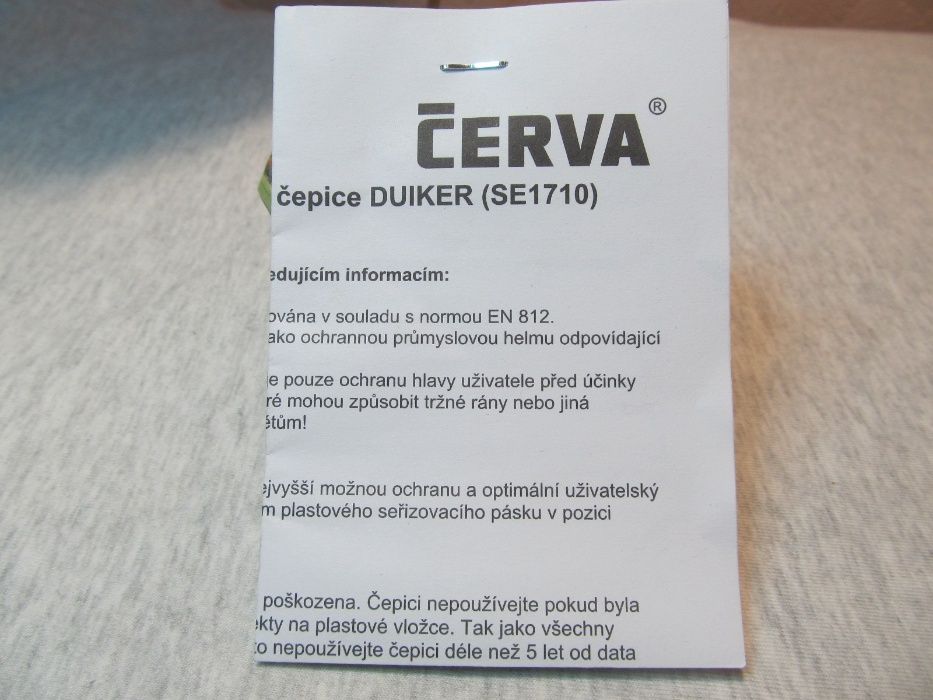 ČERVA®
čepice DUIKER (SE1710)
edujícím informacím:
ována v souladu s normou EN 812.
ako ochrannou průmyslovou helmu odpovídající
je pouze ochranu hlavy uživatele před účinky
ré mohou způsobit tržné rány nebo jiná
étům!
ejvyšší možnou ochranu a optimální uživatelský
m plastového seřizovacího pásku v pozici
poškozena. Čepici nepoužívejte pokud byla
ekty na plastové vložce. Tak jako všechny
to nepoužívejte čepici déle než 5 let od data